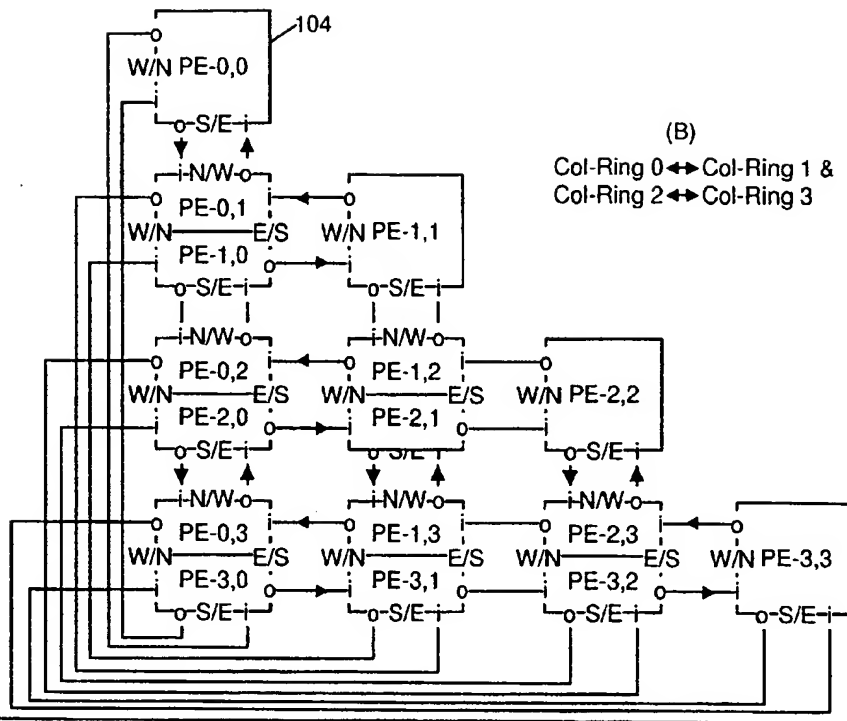 104
o
W/N PE-0,0
i
o-S/E-i
(B)
Col-Ring 0↔Col-Ring 1 &
Col-Ring 2↔Col-Ring 3
i-N/W-o
o PE-0,1 i o
W/N E/S W/N PE-1,1
i PE-1,0 o i
o-S/E-i o-S/E-i
i-N/W-o i-N/W-o
o PE-0,2 i o PE-1,2 i o
W/N E/S W/N E/S W/N PE-2,2
i PE-2,0 o i PE-2,1 o i
o-S/E-i o-S/E-i o-S/E-i
i-N/W-o i-N/W-o i-N/W-o
o PE-0,3 i o PE-1,3 i o PE-2,3 i o
W/N E/S W/N E/S W/N E/S W/N PE-3,3
i PE-3,0 o i PE-3,1 o i PE-3,2 o i
o-S/E-i o-S/E-i o-S/E-i o-S/E-i